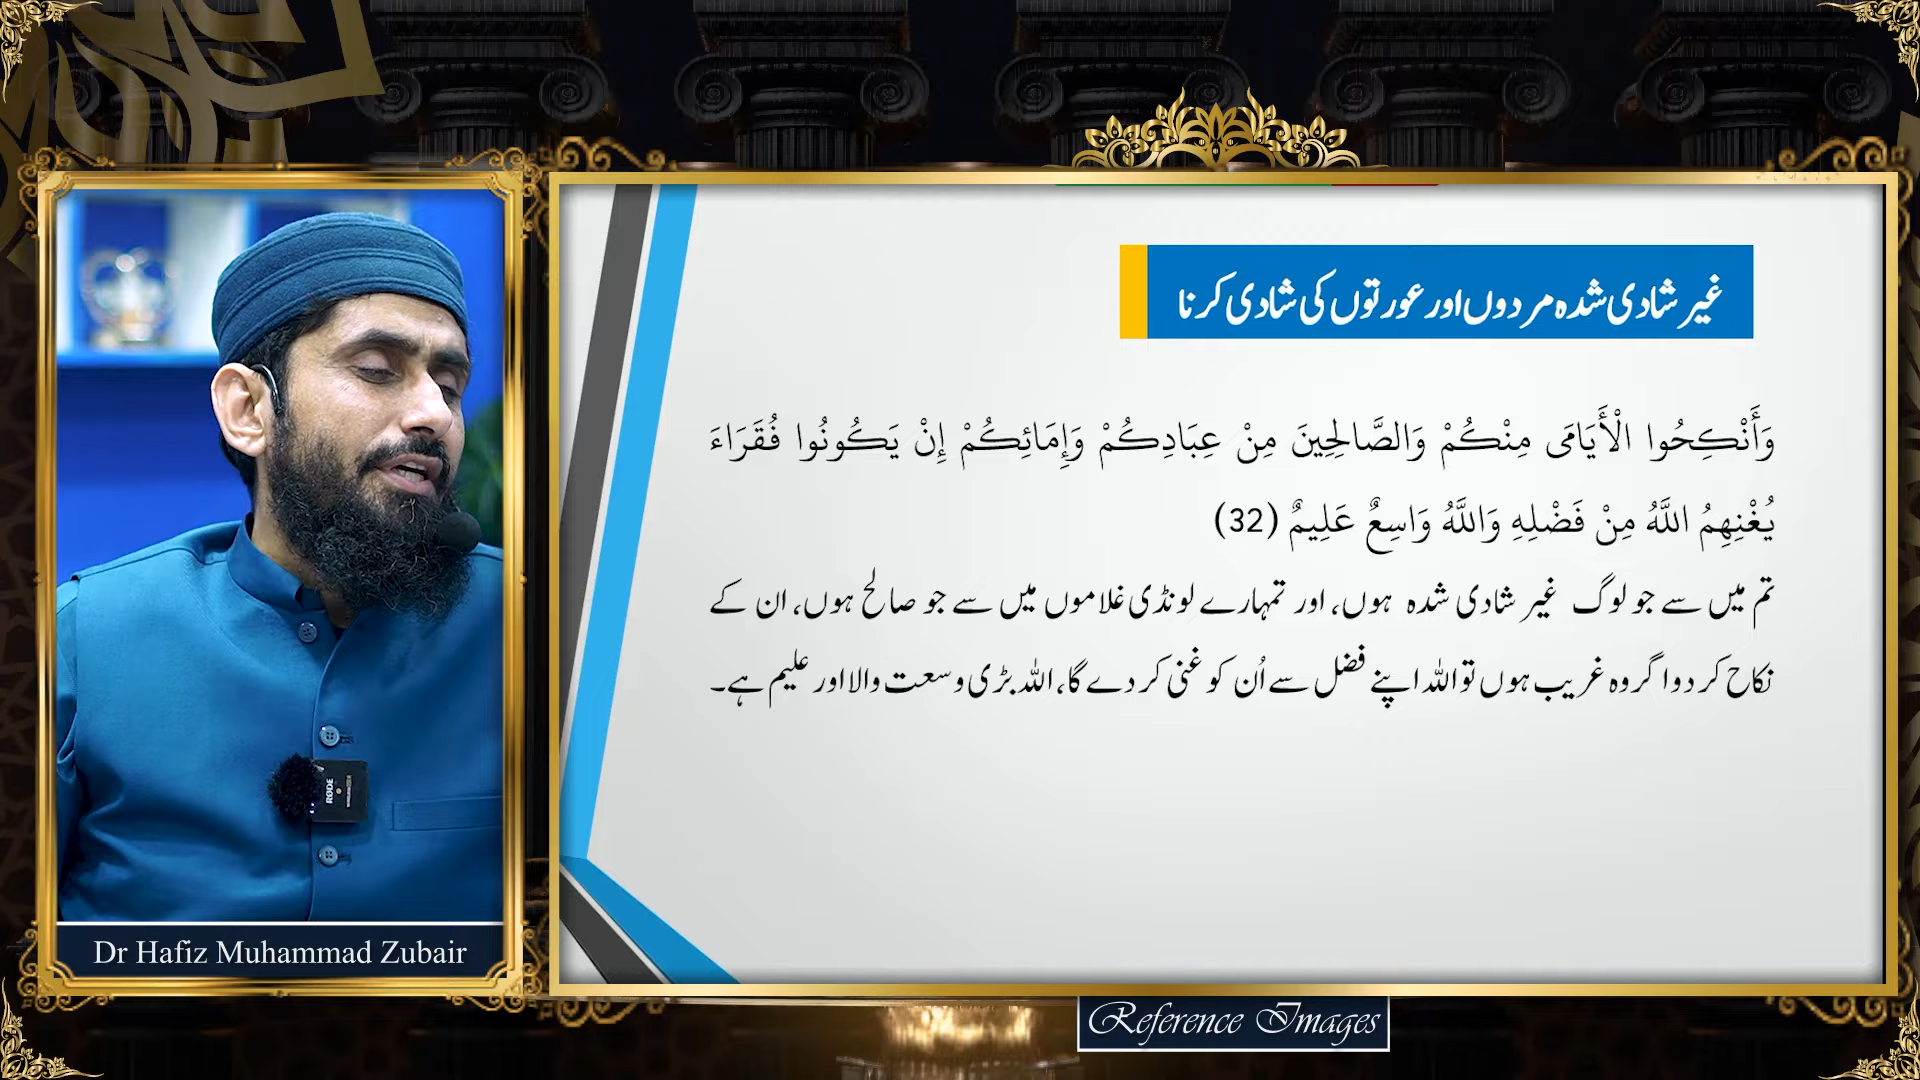 غیر شادی شدہ مردوں اور عورتوں کی شادی کرنا
وَأَنْكِحُوا الْأَيَامَى مِنْكُمْ وَالصَّالِحِينَ مِنْ عِبَادِكُمْ وَإِمَائِكُمْ إِنْ يَكُونُوا فُقَرَاءَ
يُغْنِهِمُ اللَّهُ مِنْ فَضْلِهِ وَاللَّهُ وَاسِعٌ عَلِيمٌ (32)
تم میں سے جو لوگ غیر شادی شدہ ہوں، اور تمہارے لونڈی غلاموں میں سے جو صالح ہوں، ان کے
نکاح کر دو اگر وہ غریب ہوں تو اللہ اپنے فضل سے اُن کو غنی کر دے گا، اللہ بڑی وسعت والا اور علیم ہے۔
RØDE
Dr Hafiz Muhammad Zubair
Reference Images